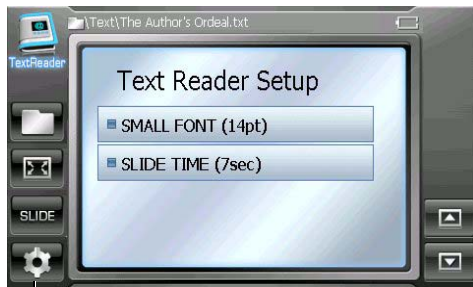 \Text\The Author's Ordeal.txt
TextReader
Text Reader Setup
SMALL FONT (14pt)
SLIDE TIME (7sec)
SLIDE